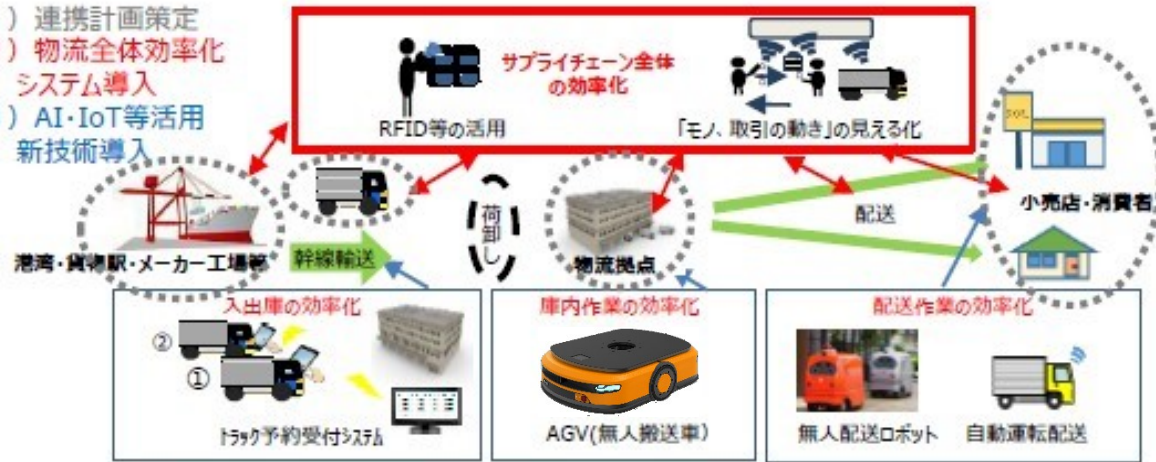 ）連携計画策定
）物流全体効率化
システム導入
）AI･IoT等活用
新技術導入
サプライチェーン全体
の効率化
RFID等の活用
｢モノ、取引の動き｣の見える化
港湾･貨物駅･メーカー工場等
幹線輸送
荷卸し
物流拠点
配送
小売店･消費者
入出庫の効率化
②
①
トラック予約受付システム
庫内作業の効率化
AGV(無人搬送車）
配送作業の効率化
無人配送ロボット
自動運転配送